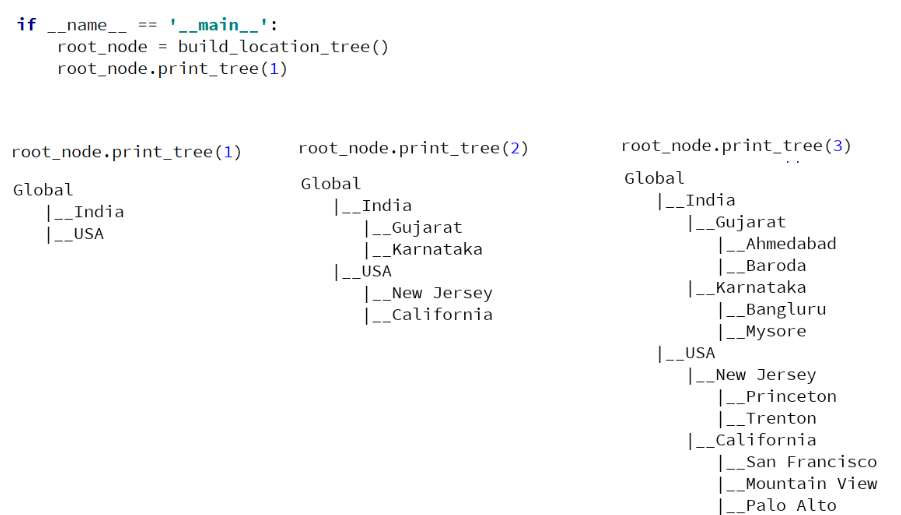 if __name__ == '__main__':
    root_node = build_location_tree()
    root_node.print_tree(1)
root_node.print_tree(1)
Global
   |__India
   |__USA
root_node.print_tree(2)
Global
   |__India
      |__Gujarat
      |__Karnataka
   |__USA
      |__New Jersey
      |__California
root_node.print_tree(3)
Global
   |__India
      |__Gujarat
         |__Ahmedabad
         |__Baroda
      |__Karnataka
         |__Bangluru
         |__Mysore
   |__USA
      |__New Jersey
         |__Princeton
         |__Trenton
      |__California
         |__San Francisco
         |__Mountain View
         |__Palo Alto